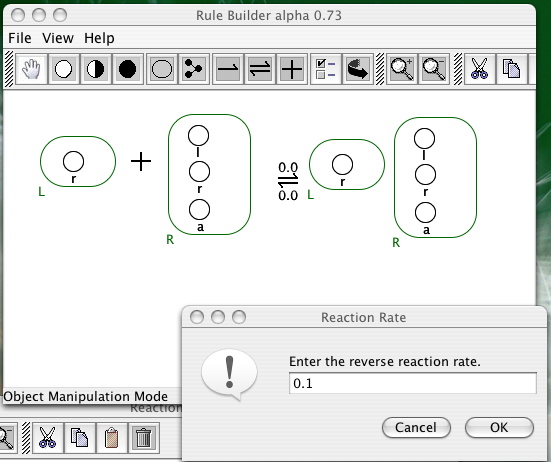 Rule Builder alpha 0.73
File View Help
l
l
0.0
r
r
r
r
0.0
L
L
a
a
R
R
Reaction Rate
Enter the reverse reaction rate.
0.1
Object Manipulation Mode
Reaction
Cancel
OK